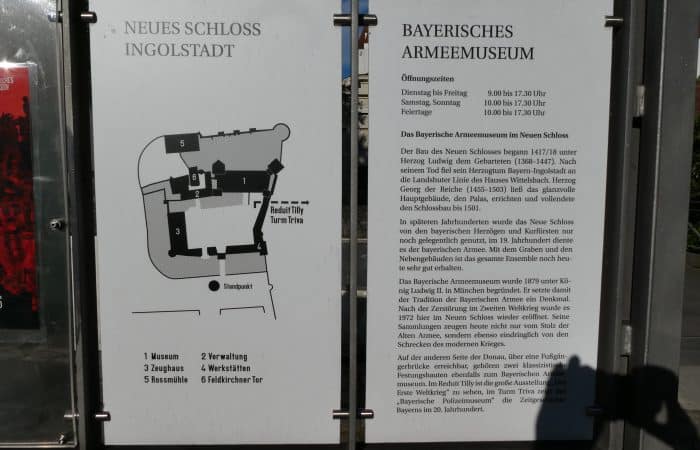 NEUES SCHLOSS
INGOLSTADT
5
6
1
2
3
4
Reduit Tilly
Turm Triva
Standpunkt
1 Museum
2 Verwaltung
3 Zeughaus
4 Werkstätten
5 Rossmühle
6 Feldkirchner Tor
BAYERISCHES
ARMEEMUSEUM
Öffnungszeiten
Dienstag bis Freitag 9.00 bis 17.30 Uhr
Samstag, Sonntag 10.00 bis 17.30 Uhr
Feiertage 10.00 bis 17.30 Uhr
Das Bayerische Armeemuseum im Neuen Schloss
Der Bau des Neuen Schlosses begann 1417/18 unter
Herzog Ludwig dem Gebarteten (1368–1447). Nach
seinem Tod fiel sein Herzogtum Bayern-Ingolstadt an
die Landshuter Linie des Hauses Wittelsbach. Herzog
Georg der Reiche (1455–1503) ließ das glanzvolle
Hauptgebäude, den Palas, errichten und vollendete
den Schlossbau bis 1501.
In späteren Jahrhunderten wurde das Neue Schloss
von den bayerischen Herzögen und Kurfürsten nur
noch gelegentlich genutzt, im 19. Jahrhundert diente
es der bayerischen Armee. Mit dem Graben und den
Nebengebäuden ist das gesamte Ensemble noch heu-
te sehr gut erhalten.
Das Bayerische Armeemuseum wurde 1879 unter Kö-
nig Ludwig II. in München begründet. Er setzte damit
der Tradition der Bayerischen Armee ein Denkmal.
Nach der Zerstörung im Zweiten Weltkrieg wurde es
1972 hier im Neuen Schloss wieder eröffnet. Seine
Sammlungen zeugen heute nicht nur vom Stolz der
Alten Armee, sondern ebenso eindringlich von den
Schrecken des modernen Krieges.
Auf der anderen Seite der Donau, über eine Fußgän-
gerbrücke erreichbar, gehören zwei klassizistische
Festungsbauten ebenfalls zum Bayerischen Armee-
museum. Im Reduit Tilly ist die große Ausstellung „Der
Erste Weltkrieg" zu sehen, im Turm Triva zeigt das
„Bayerische Polizeimuseum" die Zeitgeschichte
Bayerns im 20. Jahrhundert.